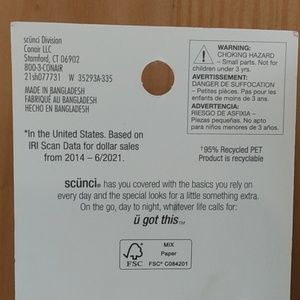 scünci Division
Conair LLC
Stamford, CT 06902
800-3-CONAIR
21sh077731 W 35293A-335
MADE IN BANGLADESH
FABRIQUÉ AU BANGLADESH
HECHO EN BANGLADESH
WARNING:
CHOKING HAZARD
– Small parts. Not for
children under 3 yrs.
AVERTISSEMENT:
DANGER DE SUFFOCATION
– Petites pièces. Pas pour les
enfants de moins de 3 ans.
ADVERTENCIA:
RIESGO DE ASFIXIA –
Piezas pequeñas. No apto
para niños menores de 3 años.
*In the United States. Based on
IRI Scan Data for dollar sales
from 2014 – 6/2021.
†95% Recycled PET
Product is recyclable
scünci® has you covered with the basics you rely on
every day and the special looks for a little something extra.
On the go, day to night, whatever life calls for:
ü got this™
FSC
MIX
Paper
FSC® C084201